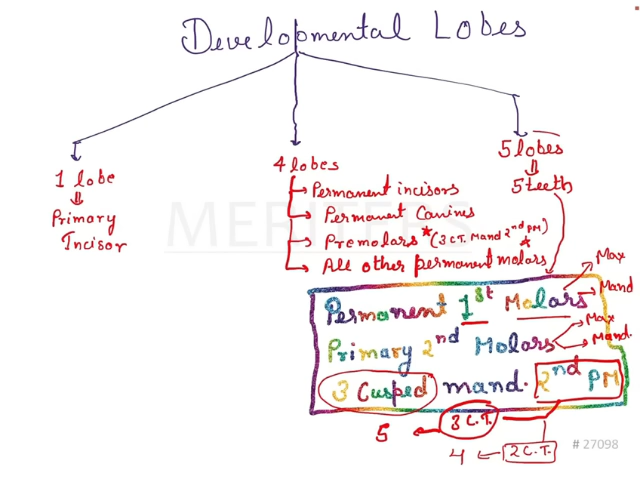 Developmental Lobes
1 lobe
Primary
Incisor
4 lobes
Permanent incisors
Permanent Canines
Premolars * (3 C.T. Mand 2nd PM)
*
All other permanent molars
5 lobes
5 teeth
MERITERS
Permanent 1st Molars
Max
Mand
Primary 2nd Molars
Max
Mand.
3 Cusped mand. 2nd PM
5
3 C.T.
4
2 C.T.
# 27098